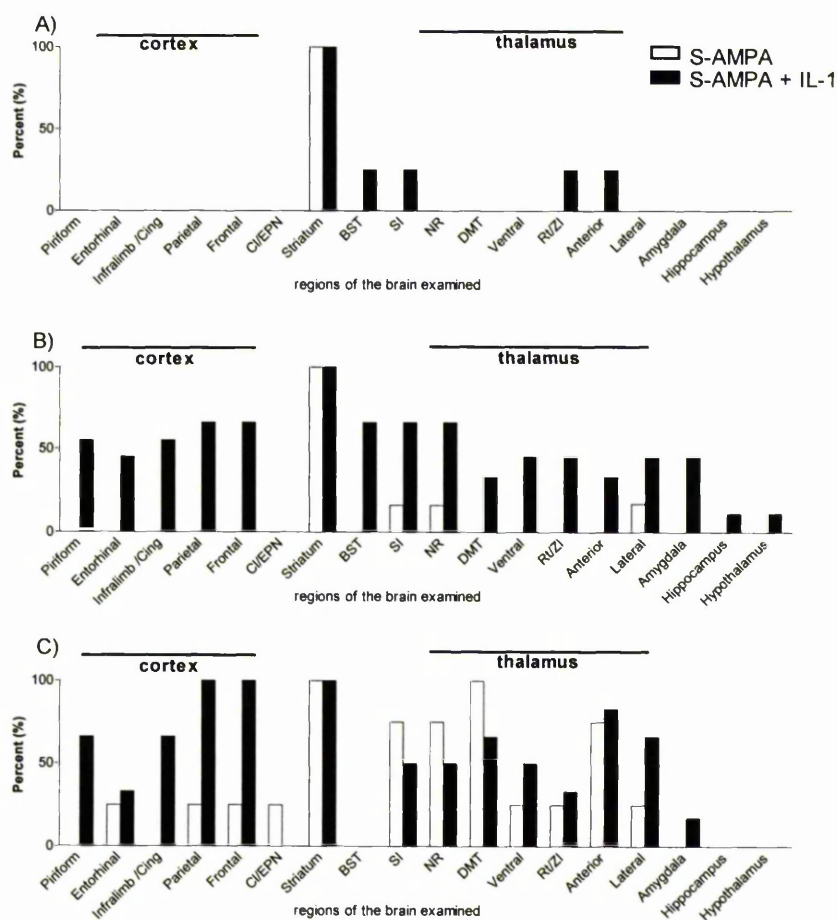 A)
cortex
thalamus
S-AMPA
S-AMPA + IL-1
Percent (%)
100
50
0
Piriform
Entorhinal
Infralimb /Cing
Parietal
Frontal
Cl/EPN
Striatum
BST
SI
NR
DMT
Ventral
Rt/ZI
Anterior
Lateral
Amygdala
Hippocampus
Hypothalamus
regions of the brain examined
B)
cortex
thalamus
Percent (%)
100
50
0
Piriform
Entorhinal
Infralimb /Cing
Parietal
Frontal
Cl/EPN
Striatum
BST
SI
NR
DMT
Ventral
Rt/ZI
Anterior
Lateral
Amygdala
Hippocampus
Hypothalamus
regions of the brain examined
C)
cortex
thalamus
Percent (%)
100
50
0
Piriform
Entorhinal
Infralimb /Cing
Parietal
Frontal
Cl/EPN
Striatum
BST
SI
NR
DMT
Ventral
Rt/ZI
Anterior
Lateral
Amygdala
Hippocampus
Hypothalamus
regions of the brain examined